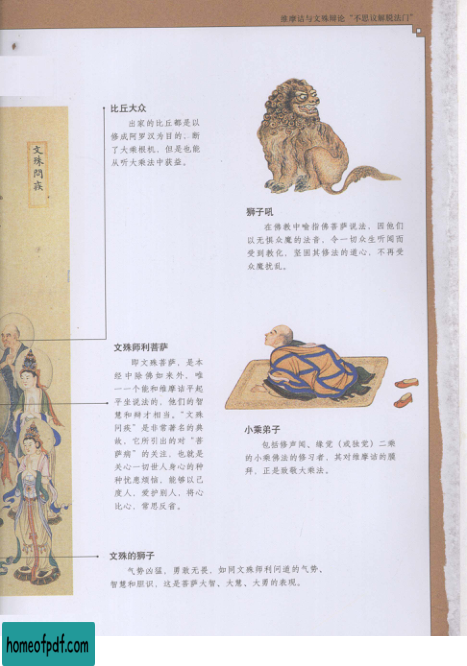 维摩诘与文殊师利论“不思议解脱法门”
文殊问疾
比丘大众
出家的比丘都是以
修成阿罗汉为目的，断
了大乘根机，但是也能
从听大乘法中获益。
狮子吼
在佛教中喻指佛菩萨说法，因他们
以无惧众魔的法音，令一切众生听闻而
受到教化，坚固其修法的道心，不再受
众魔扰乱。
文殊师利菩萨
即文殊菩萨，是本
经中除佛如来外，唯
一一个能和维摩诘平起
平坐说法的，他们的智
慧和辩才相当。“文殊
问疾”是非常著名的典
故，它所引出的对“菩
萨病”的关注，也就是
关心一切世人身心的种
种忧患烦恼，能够以己
度人，爱护别人，将心
比心，常思反省。
小乘弟子
包括修声闻、缘觉（或独觉）二乘
的小乘佛法的修习者，其对维摩诘的膜
拜，正是致敬大乘法。
文殊的狮子
气势凶猛，勇敢无畏，如同文殊师利问道的气势、
智慧和胆识，这是菩萨大智、大慧、大勇的表现。
homeofpdf.com